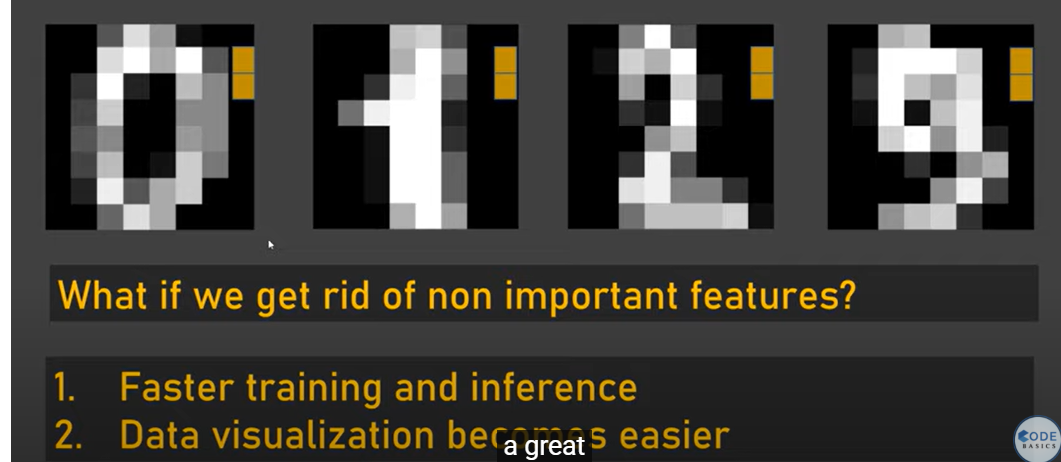 What if we get rid of non important features?
1. Faster training and inference
2. Data visualization becomes easier
a great
CODE
BASICS